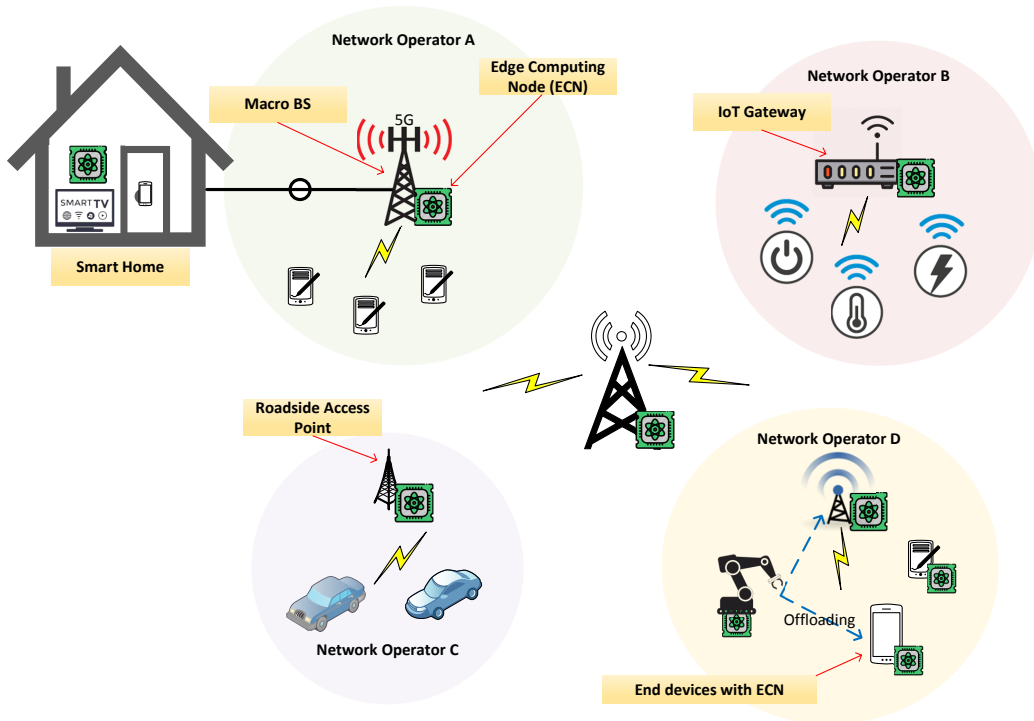 Network Operator A
Edge Computing
Node (ECN)
Macro BS
5G
SMART TV
Smart Home
Network Operator B
IoT Gateway
Roadside Access
Point
Network Operator C
Network Operator D
Offloading
End devices with ECN